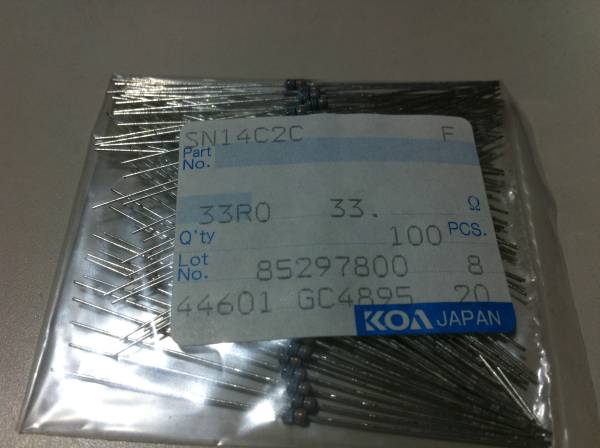 SN14C2C F
Part
No.
33R0 33. Ω
Q'ty 100 PCS.
Lot
No. 85297800 8
44601 GC4895 20
KOA JAPAN